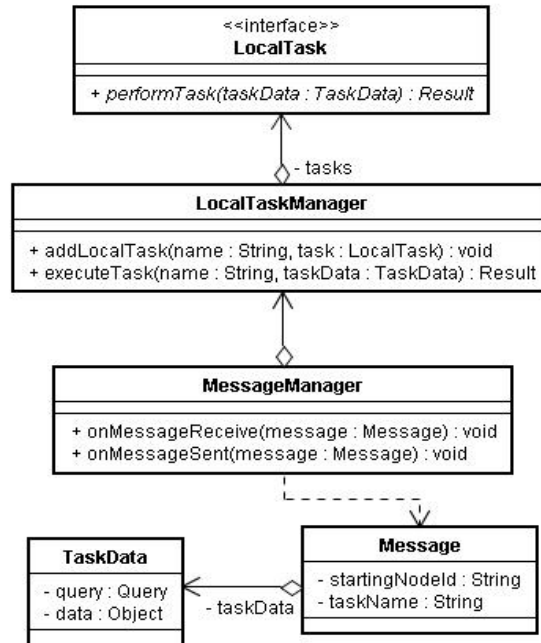 <<interface>>
LocalTask
+ performTask(taskData : TaskData) : Result
- tasks
LocalTaskManager
+ addLocalTask(name : String, task : LocalTask) : void
+ executeTask(name : String, taskData : TaskData) : Result
MessageManager
+ onMessageReceive(message : Message) : void
+ onMessageSent(message : Message) : void
TaskData
- query : Query
- data : Object
- taskData
Message
- startingNodeId : String
- taskName : String